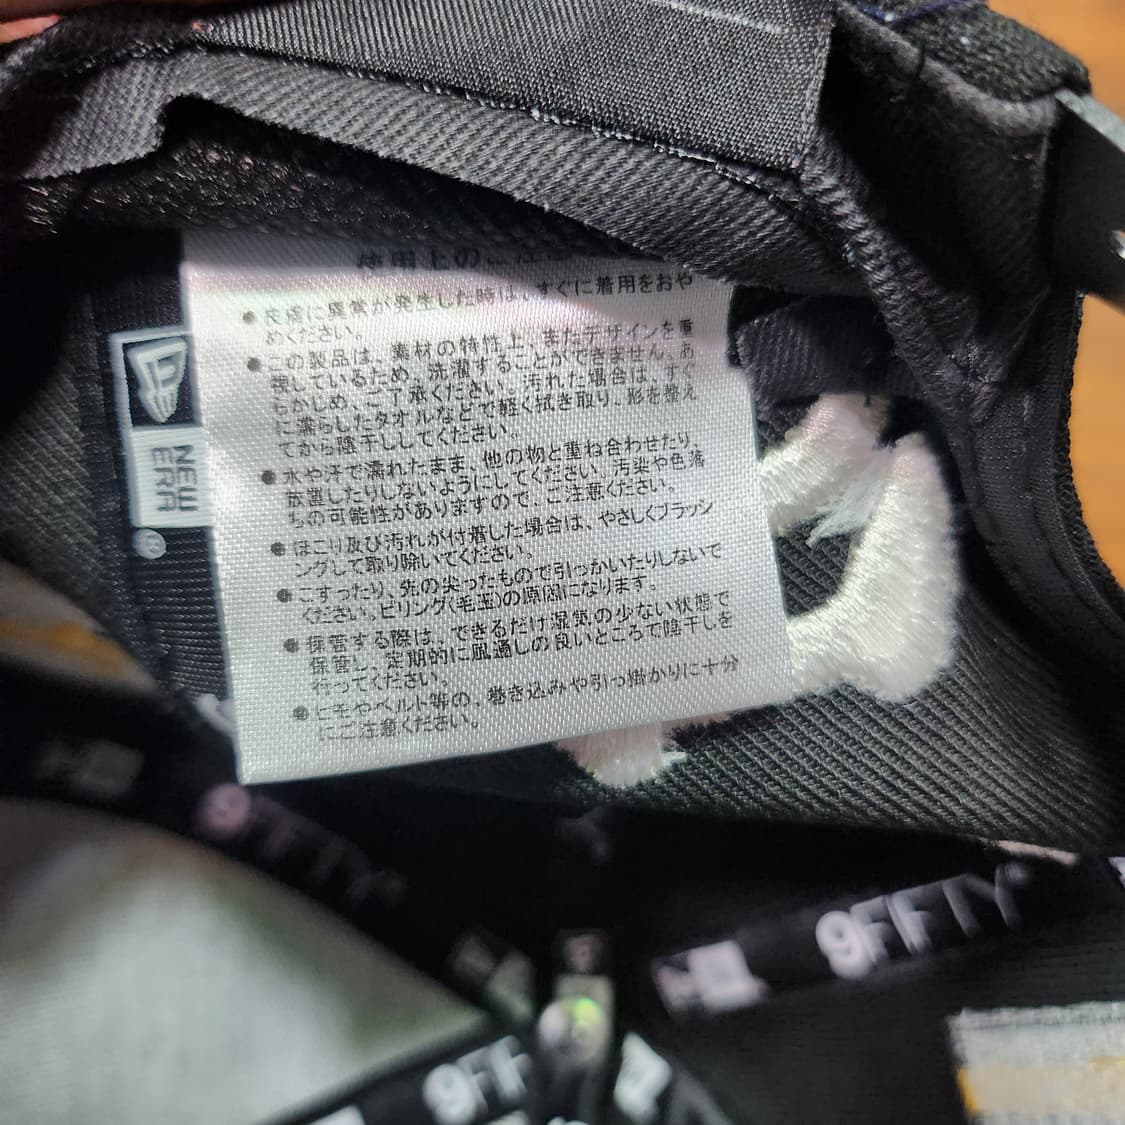 使用上のご注意
● 皮膚に異常が発生した時は、すぐに着用をおや
めください。
● この製品は、素材の特性上、またデザインを重
視しているため、洗濯することができません。あ
らかじめ、ご了承ください。汚れた場合は、すぐ
に濡らしたタオルなどで軽く拭き取り、形を整え
てから陰干ししてください。
● 水や汗で濡れたまま、他の物と重ね合わせたり、
放置したりしないようにしてください。汚染や色落
ちの可能性がありますので、ご注意ください。
● ほこり及び汚れが付着した場合は、やさしくブラッシ
ングして取り除いてください。
● こすったり、先の尖ったもので引っかいたりしないで
ください。ピリング(毛玉)の原因になります。
● 保管する際は、できるだけ湿気の少ない状態で
保管し、定期的に風通しの良いところで陰干しを
行ってください。
● ヒモやベルト等の、巻き込みや引っ掛かりに十分
にご注意ください。
NEW
ERA
9FIFTY
9FIFTY